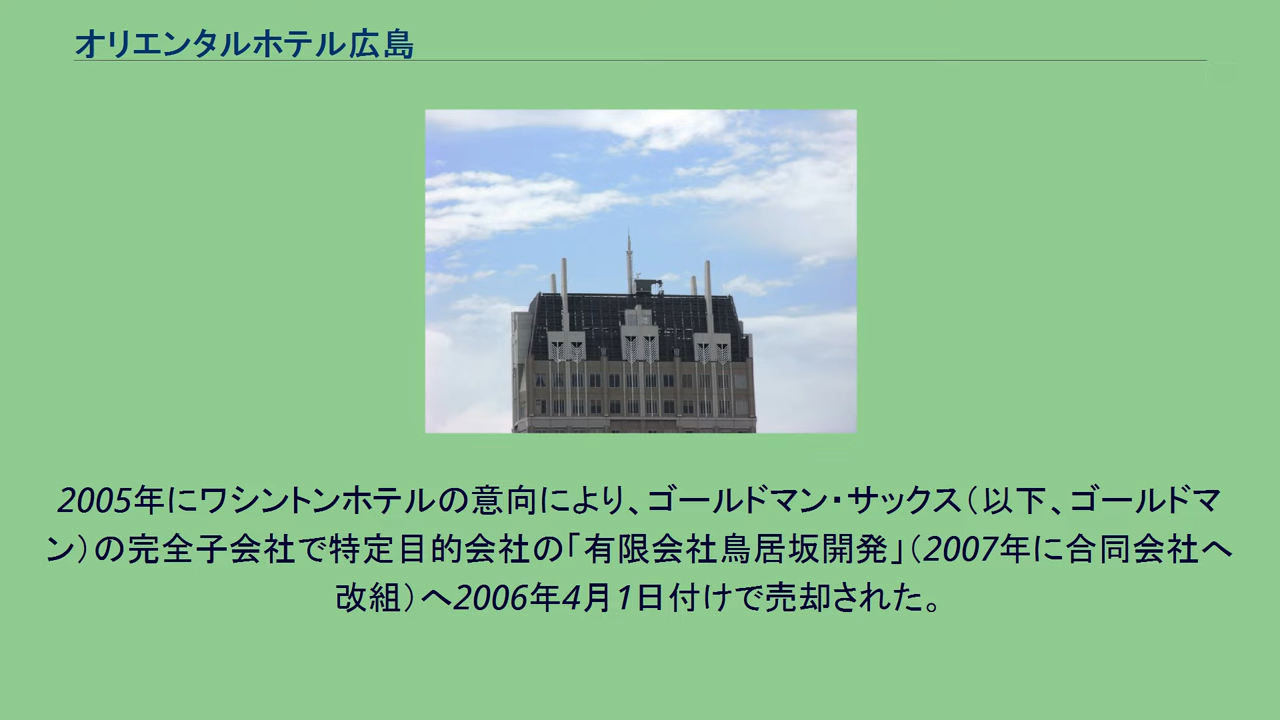 オリエンタルホテル広島
2005年にワシントンホテルの意向により、ゴールドマン・サックス（以下、ゴールドマ
ン）の完全子会社で特定目的会社の「有限会社鳥居坂開発」（2007年に合同会社へ
改組）へ2006年4月1日付けで売却された。